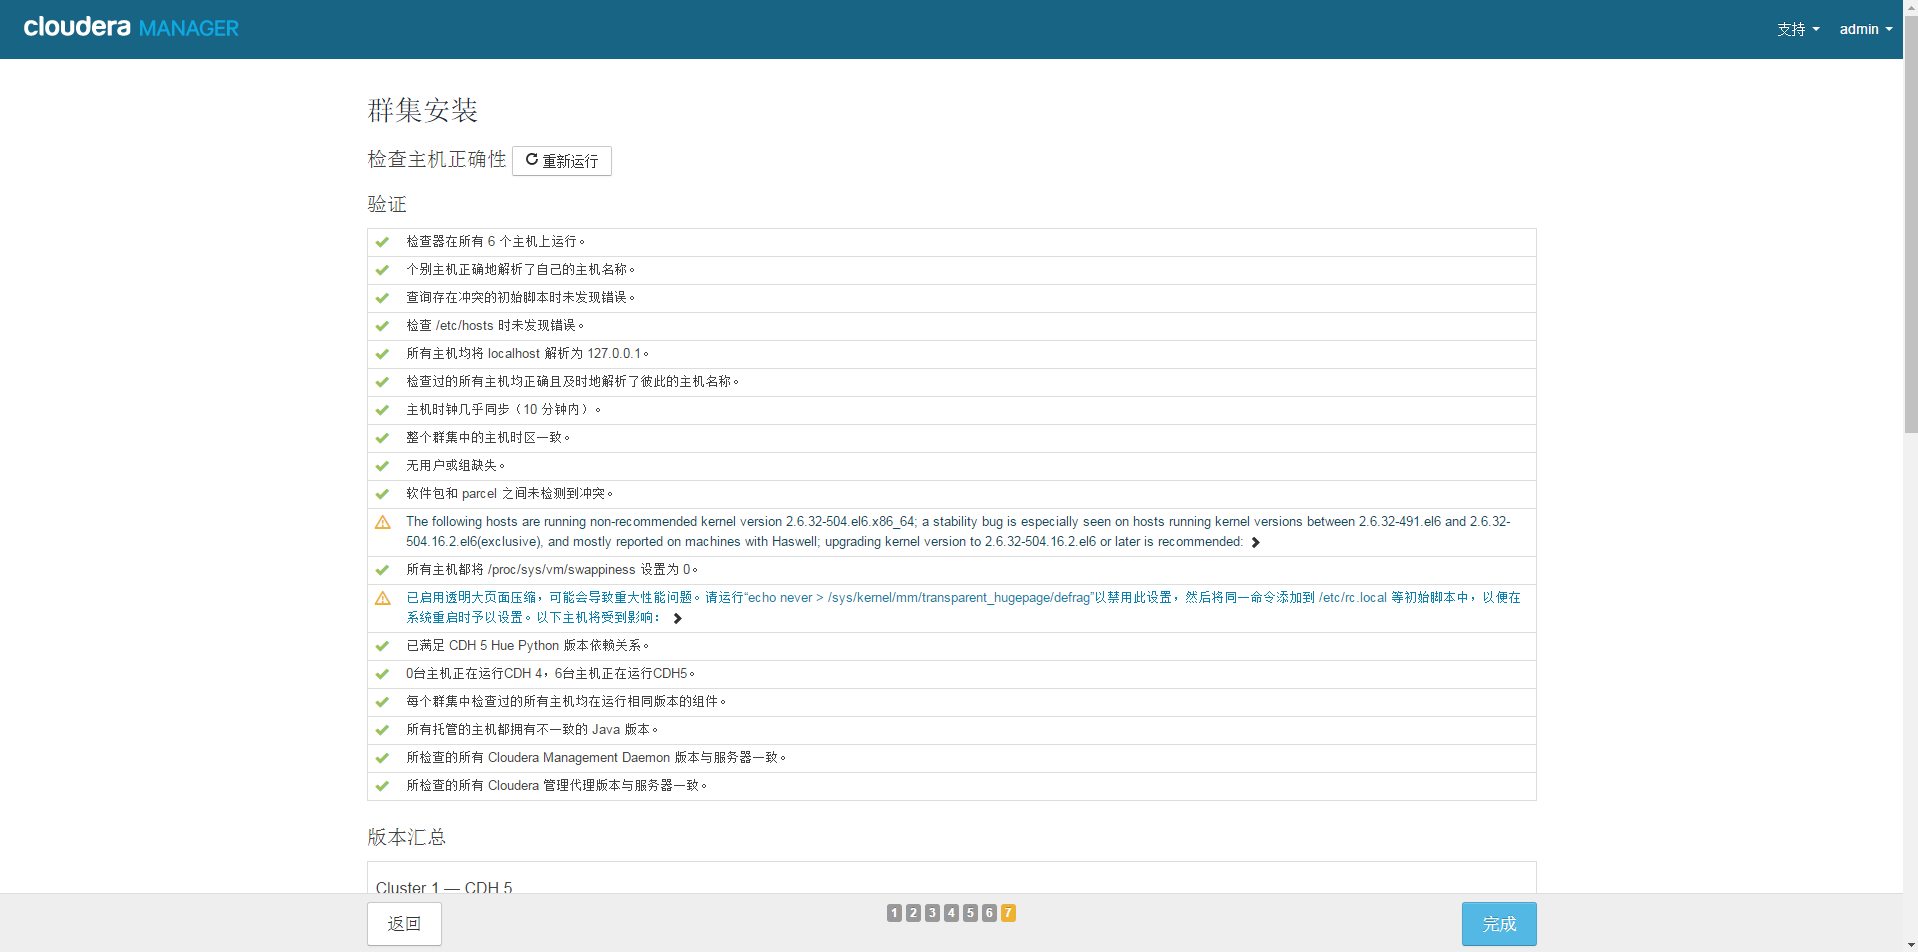 cloudera MANAGER
支持 admin
群集安装
检查主机正确性 重新运行
验证
检查器在所有 6 个主机上运行。
个别主机正确地解析了自己的主机名称。
查询存在冲突的初始脚本时未发现错误。
检查 /etc/hosts 时未发现错误。
所有主机均将 localhost 解析为 127.0.0.1。
检查过的所有主机均正确且及时地解析了彼此的主机名称。
主机时钟几乎同步（10 分钟内）。
整个群集中的主机时区一致。
无用户或组缺失。
软件包和 parcel 之间未检测到冲突。
The following hosts are running non-recommended kernel version 2.6.32-504.el6.x86_64; a stability bug is especially seen on hosts running kernel versions between 2.6.32-491.el6 and 2.6.32-
504.16.2.el6(exclusive), and mostly reported on machines with Haswell; upgrading kernel version to 2.6.32-504.16.2.el6 or later is recommended:
所有主机都将 /proc/sys/vm/swappiness 设置为 0。
已启用透明大页面压缩，可能会导致重大性能问题。请运行“echo never > /sys/kernel/mm/transparent_hugepage/defrag”以禁用此设置，然后将同一命令添加到 /etc/rc.local 等初始脚本中，以便在
系统重启时予以设置。以下主机将受到影响：
已满足 CDH 5 Hue Python 版本依赖关系。
0台主机正在运行CDH 4，6台主机正在运行CDH5。
每个群集中检查过的所有主机均在运行相同版本的组件。
所有托管的主机都拥有不一致的 Java 版本。
所检查的所有 Cloudera Management Daemon 版本与服务器一致。
所检查的所有 Cloudera 管理代理版本与服务器一致。
版本汇总
Cluster 1 — CDH 5
返回 1 2 3 4 5 6 7 完成